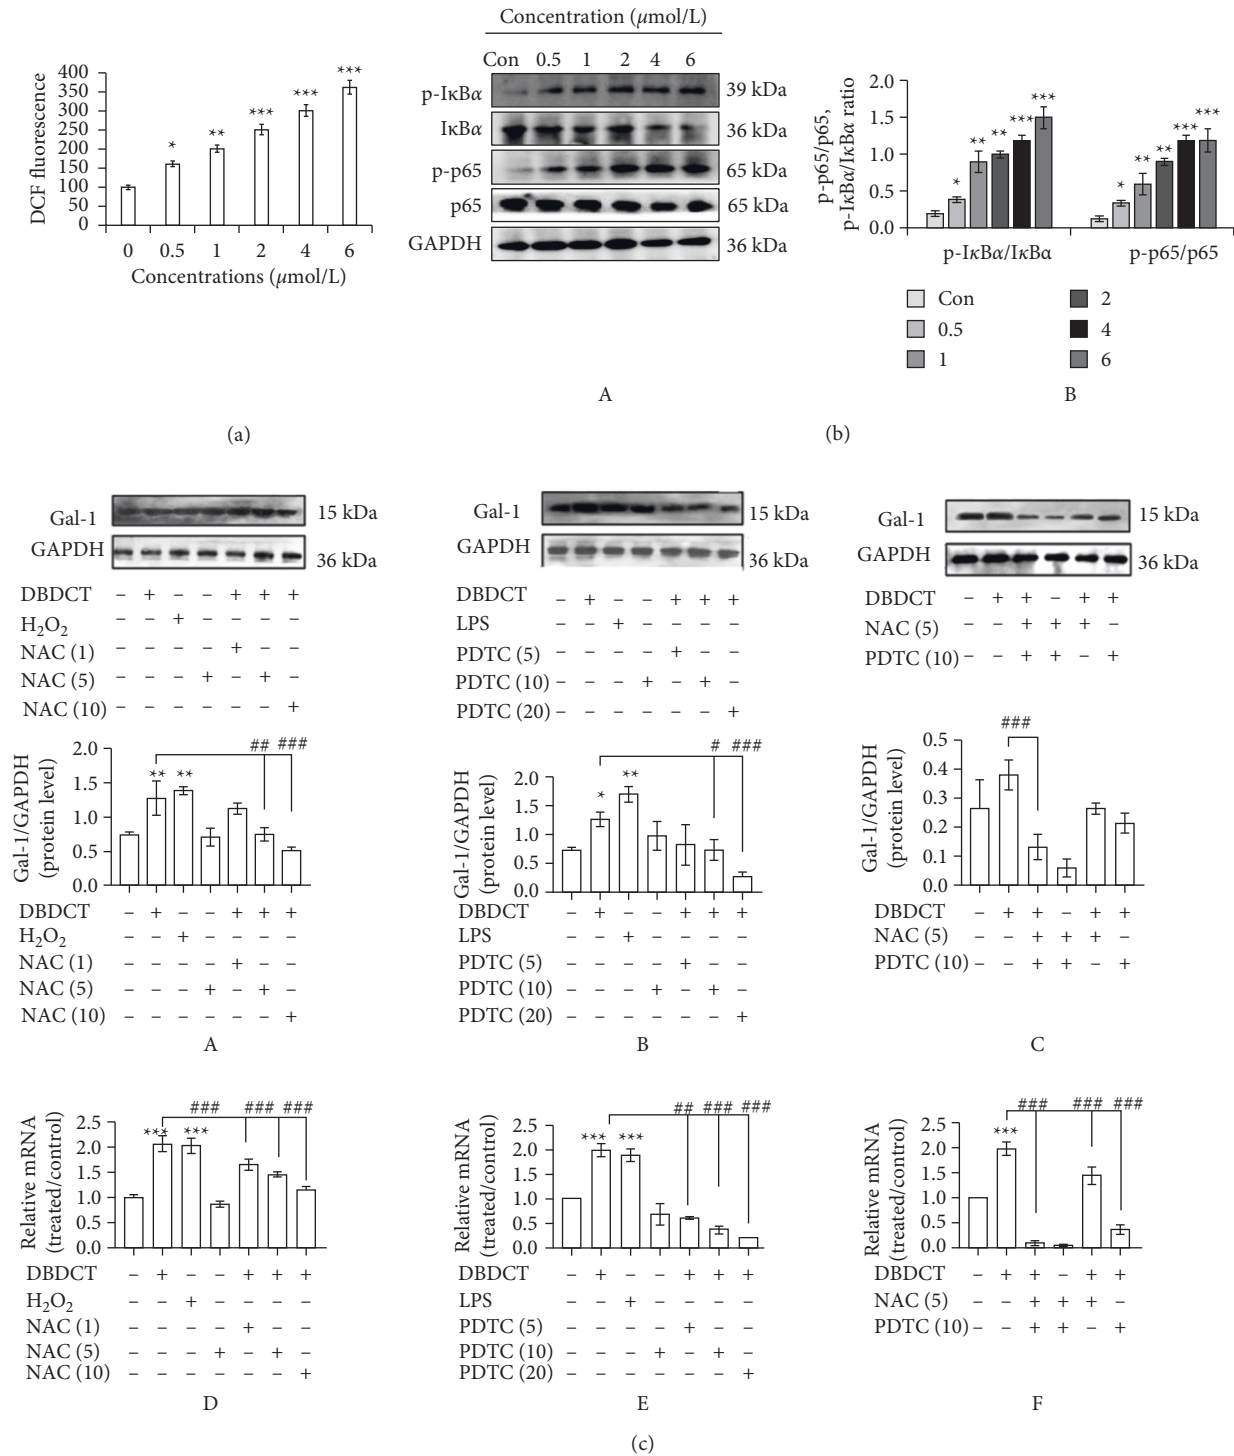 DCF fluorescence
400
350
300
250
200
150
100
50
0
* ** *** *** ***
0 0.5 1 2 4 6
Concentrations (μmol/L)
(a)
Concentration (μmol/L)
Con 0.5 1 2 4 6
p-IκBα 39 kDa
IκBα 36 kDa
p-p65 65 kDa
p65 65 kDa
GAPDH 36 kDa
A
p-p65/p65,
p-IκBα/IκBα ratio
2.0
1.5
1.0
0.5
0.0
* ** ** *** *** * ** ** *** ***
p-IκBα/IκBα p-p65/p65
Con 2
0.5 4
1 6
B
(b)
Gal-1 15 kDa
GAPDH 36 kDa
DBDCT – + – – + + +
H2O2 – – + – – – –
NAC (1) – – – – + – –
NAC (5) – – – + – + –
NAC (10) – – – – – – +
Gal-1/GAPDH
(protein level)
2.0
1.5
1.0
0.5
0.0
** ** ## ###
DBDCT – + – – + + +
H2O2 – – + – – – –
NAC (1) – – – – + – –
NAC (5) – – – + – + –
NAC (10) – – – – – – +
A
Gal-1 15 kDa
GAPDH 36 kDa
DBDCT – + – – + + +
LPS – – + – – – –
PDTC (5) – – – – + – –
PDTC (10) – – – + – + –
PDTC (20) – – – – – – +
Gal-1/GAPDH
(protein level)
2.0
1.5
1.0
0.5
0.0
* ** # ###
DBDCT – + – – + + +
LPS – – + – – – –
PDTC (5) – – – – + – –
PDTC (10) – – – + – + –
PDTC (20) – – – – – – +
B
Gal-1 15 kDa
GAPDH 36 kDa
DBDCT – + + – + +
NAC (5) – – + + + –
PDTC (10) – – + + – +
Gal-1/GAPDH
(protein level)
0.5
0.4
0.3
0.2
0.1
0.0
###
DBDCT – + – – + +
NAC (5) – – + + + –
PDTC (10) – – + + – +
C
Relative mRNA
(treated/control)
2.5
2.0
1.5
1.0
0.5
0.0
*** *** ### ### ###
DBDCT – + – – + + +
H2O2 – – + – – – –
NAC (1) – – – – + – –
NAC (5) – – – + – + –
NAC (10) – – – – – – +
D
Relative mRNA
(treated/control)
2.5
2.0
1.5
1.0
0.5
0.0
*** *** ## ### ###
DBDCT – + – – + + +
LPS – – + – – – –
PDTC (5) – – – – + – –
PDTC (10) – – – + – + –
PDTC (20) – – – – – – +
E
Relative mRNA
(treated/control)
2.5
2.0
1.5
1.0
0.5
0.0
*** ### ### ###
DBDCT – + + – + +
NAC (5) – – + + + –
PDTC (10) – – + + – +
F
(c)